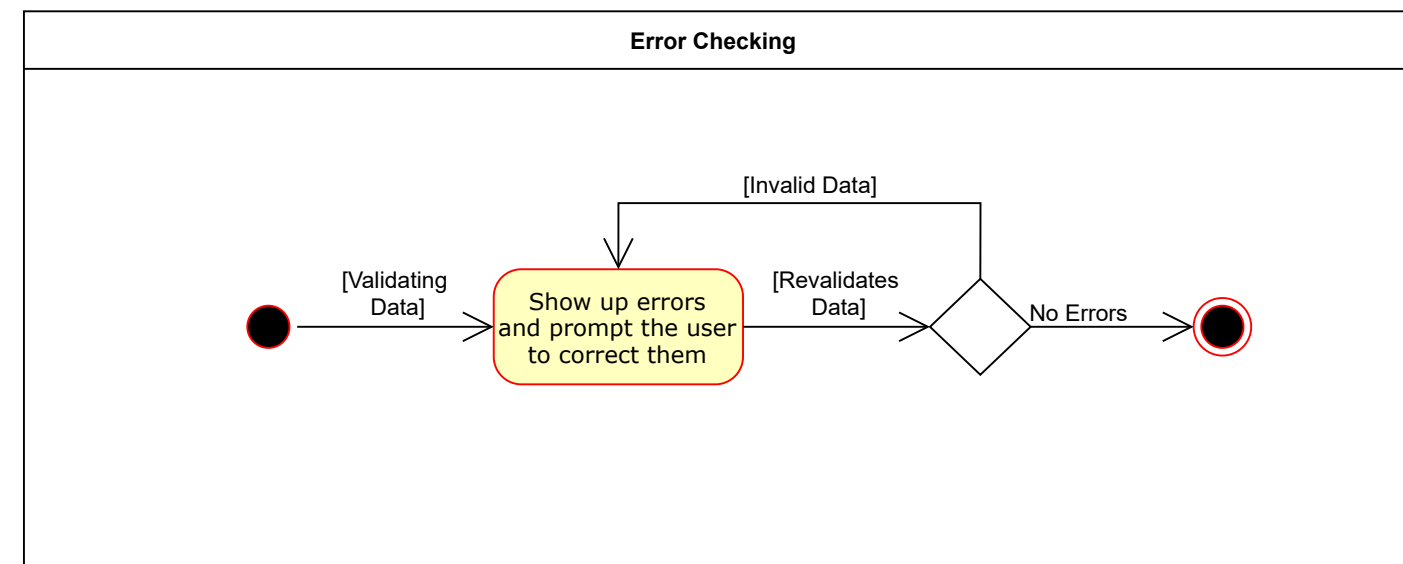 Error Checking
[Invalid Data]
[Validating
Data]
Show up errors
and prompt the user
to correct them
[Revalidates
Data]
No Errors